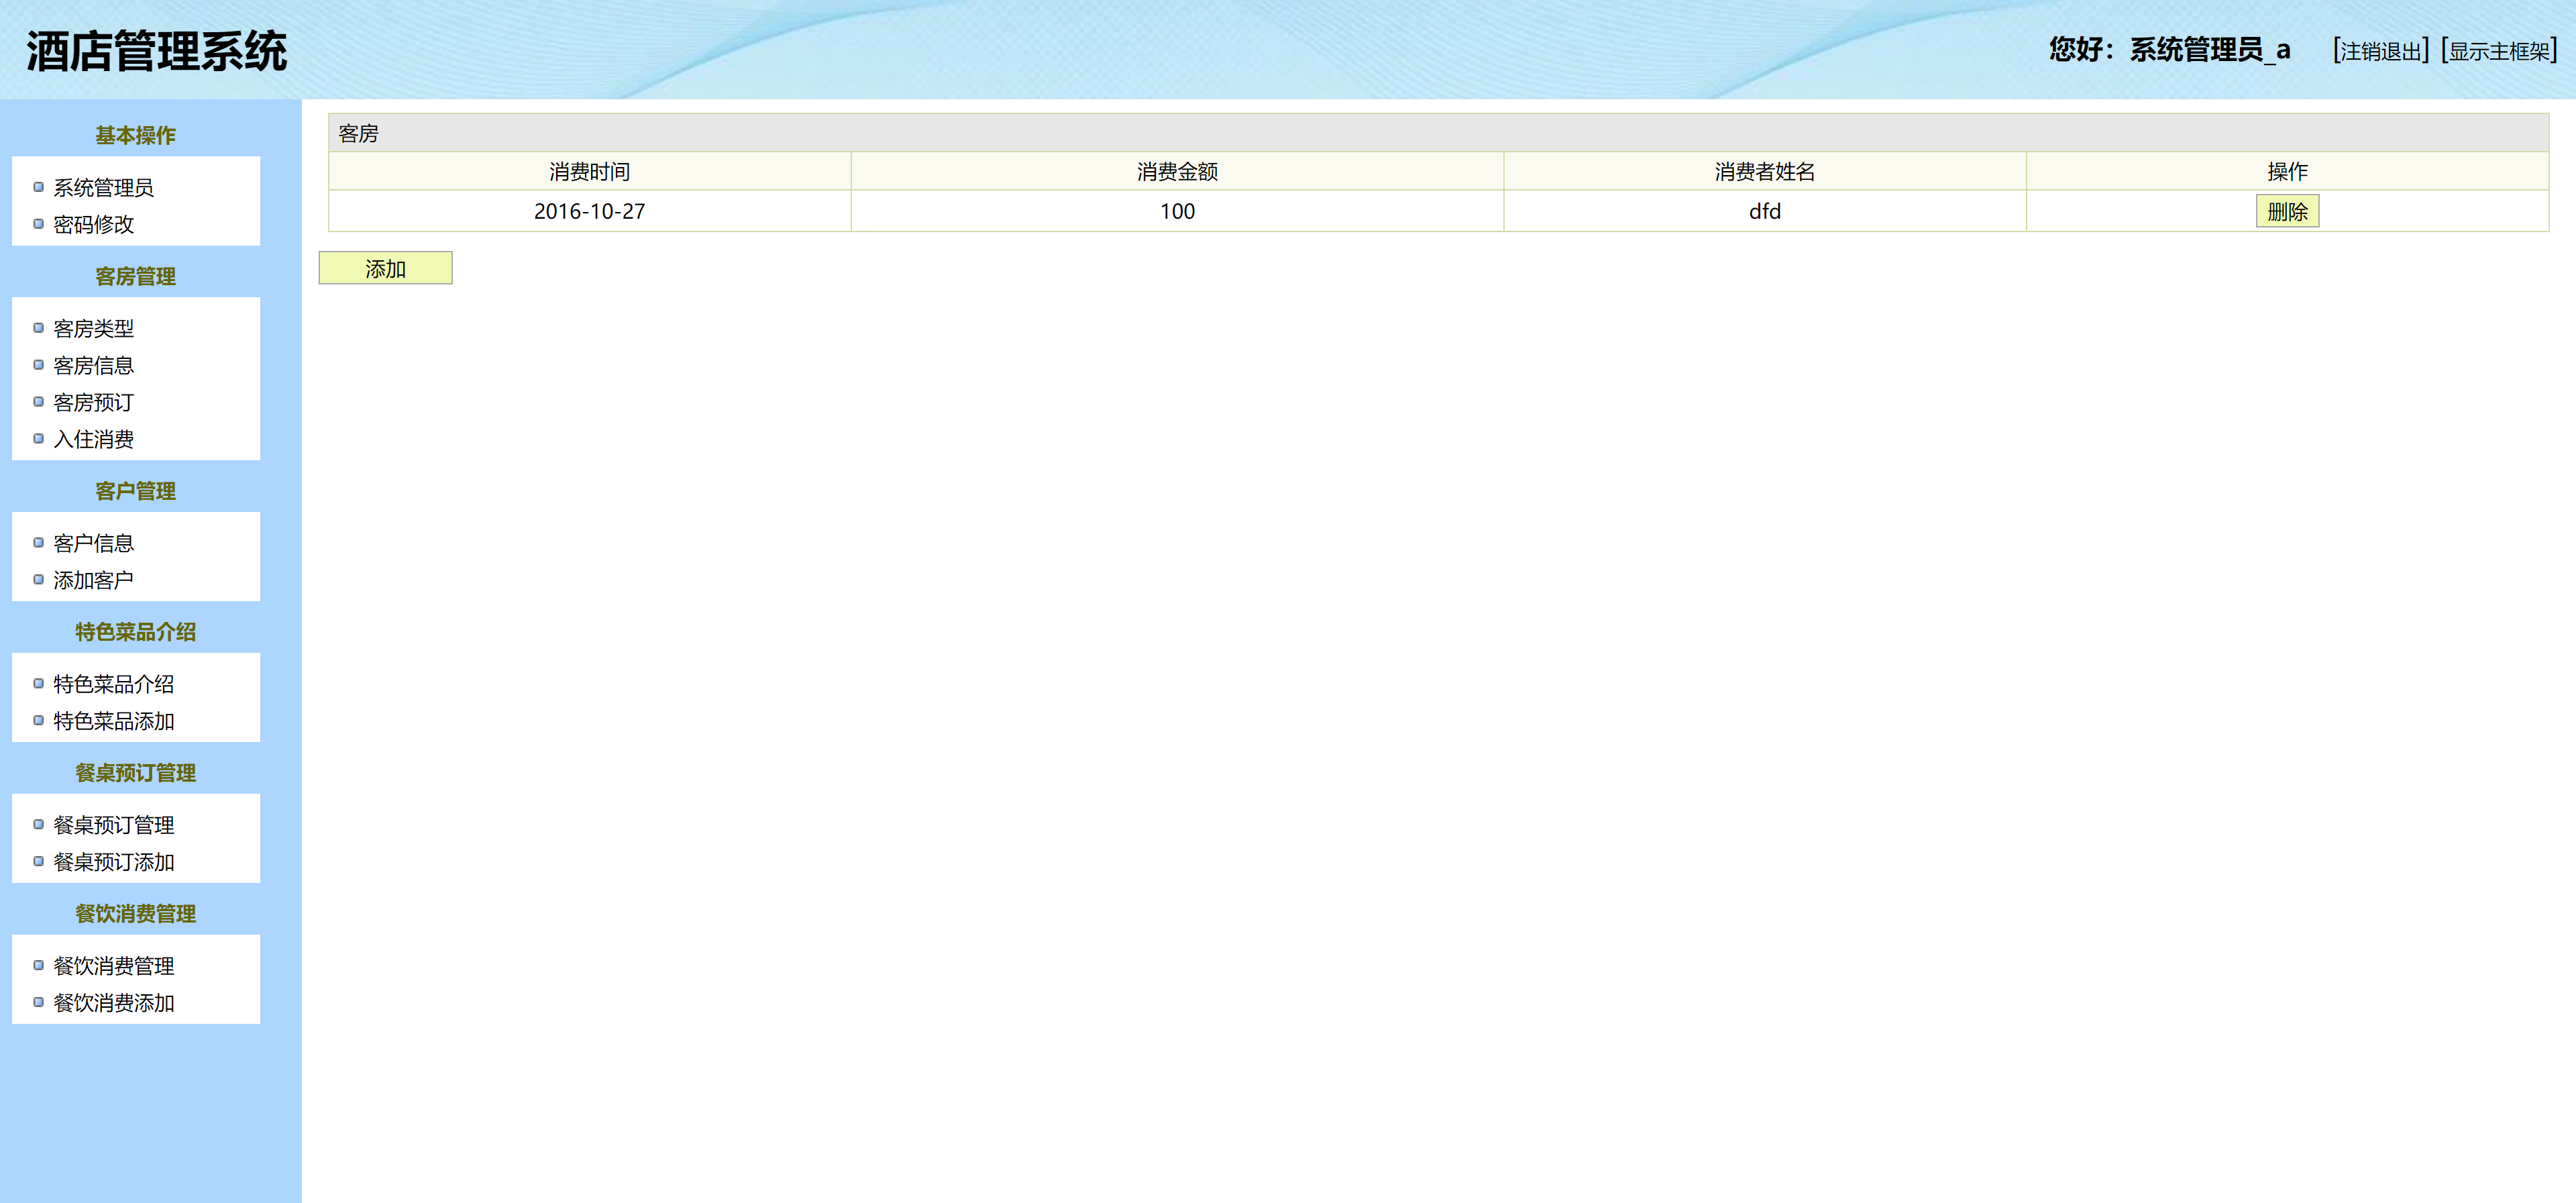 酒店管理系统
您好：系统管理员_a [注销退出] [显示主框架]
基本操作
系统管理员
密码修改
客房管理
客房类型
客房信息
客房预订
入住消费
客户管理
客户信息
添加客户
特色菜品介绍
特色菜品介绍
特色菜品添加
餐桌预订管理
餐桌预订管理
餐桌预订添加
餐饮消费管理
餐饮消费管理
餐饮消费添加
客房
消费时间 消费金额 消费者姓名 操作
2016-10-27 100 dfd 删除
添加